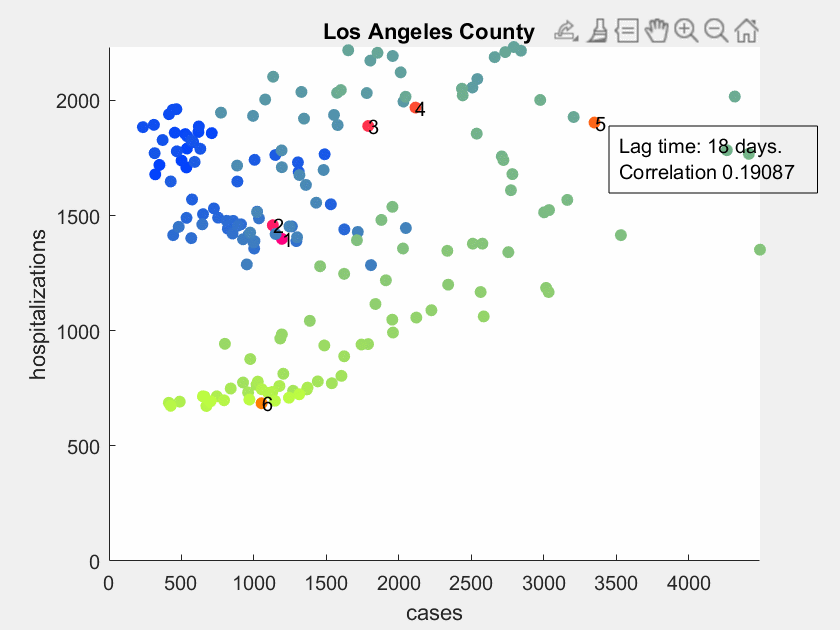 Los Angeles County
hospitalizations
2000
1500
1000
500
0
4
3
5
2
1
6
Lag time: 18 days.
Correlation 0.19087
0 500 1000 1500 2000 2500 3000 3500 4000
cases